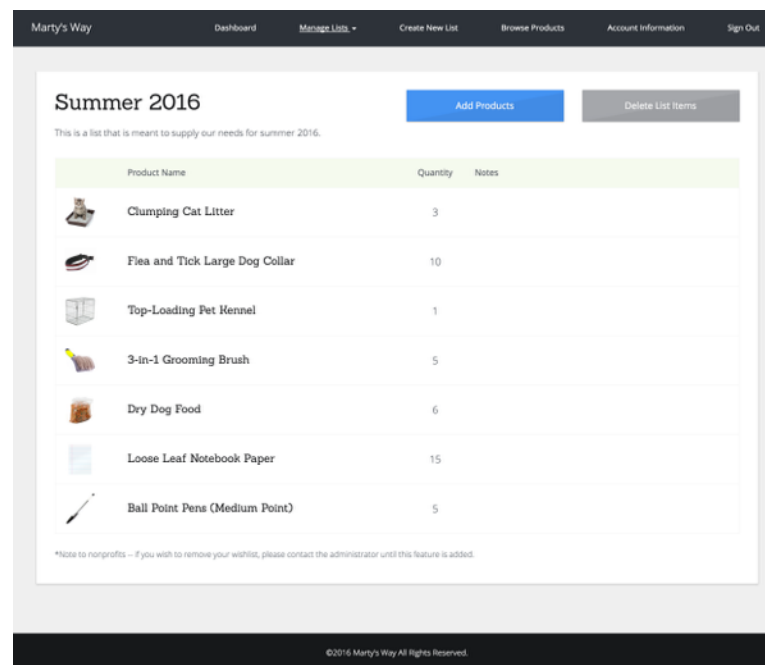 Marty's Way Dashboard Manage Lists Create New List Browse Products Account Information Sign Out
Summer 2016
Add Products Delete List Items
This is a list that is meant to supply our needs for summer 2016.
Product Name Quantity Notes
Clumping Cat Litter 3
Flea and Tick Large Dog Collar 10
Top-Loading Pet Kennel 1
3-in-1 Grooming Brush 5
Dry Dog Food 6
Loose Leaf Notebook Paper 15
Ball Point Pens (Medium Point) 5
*Note to nonprofits -- if you wish to remove your wishlist, please contact the administrator until this feature is added.
©2016 Marty's Way All Rights Reserved.